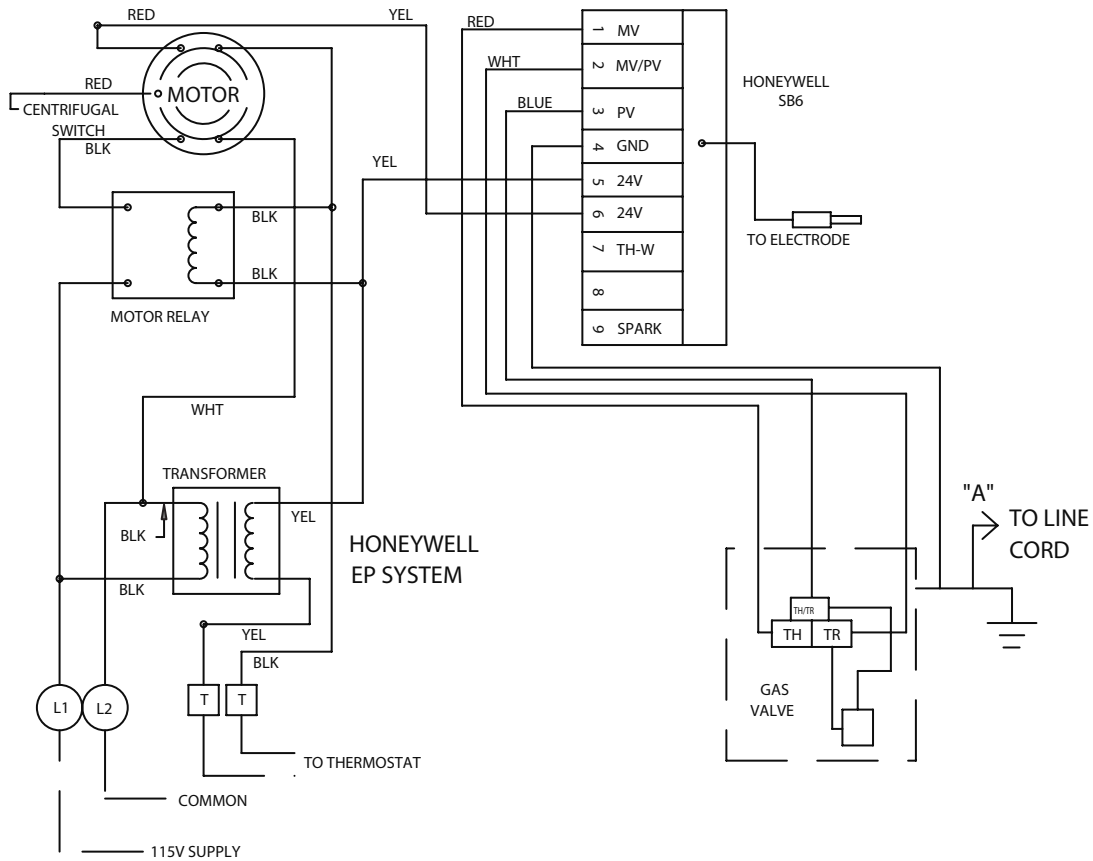 RED
YEL
RED
MOTOR
CENTRIFUGAL
SWITCH
BLK
YEL
BLK
BLK
MOTOR RELAY
WHT
TRANSFORMER
YEL
BLK
BLK
HONEYWELL
EP SYSTEM
YEL
BLK
L1
L2
T
T
TO THERMOSTAT
COMMON
115V SUPPLY
RED
WHT
BLUE
1 MV
2 MV/PV
3 PV
4 GND
5 24V
6 24V
7 TH-W
8
9 SPARK
HONEYWELL
SB6
TO ELECTRODE
"A"
TO LINE
CORD
TH/TR
TH
TR
GAS
VALVE